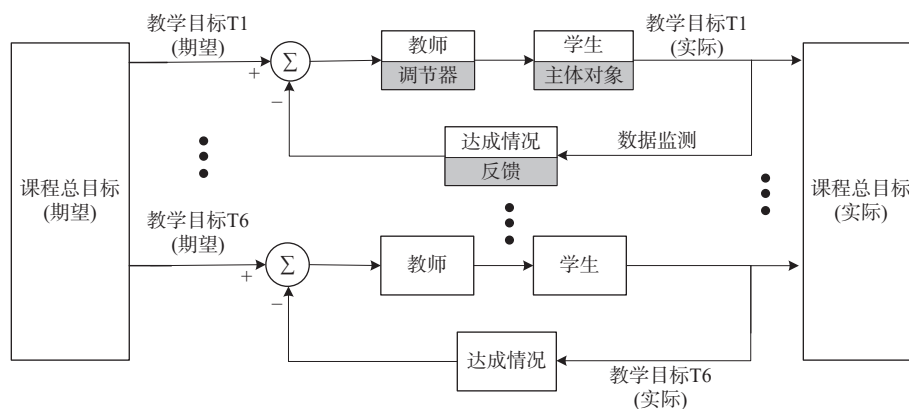 教学目标T1
(期望)
教师
学生
教学目标T1
(实际)
+
Σ
调节器
主体对象
−
达成情况
数据监测
反馈
课程总目标
(期望)
课程总目标
(实际)
教学目标T6
(期望)
+
Σ
教师
学生
−
达成情况
教学目标T6
(实际)